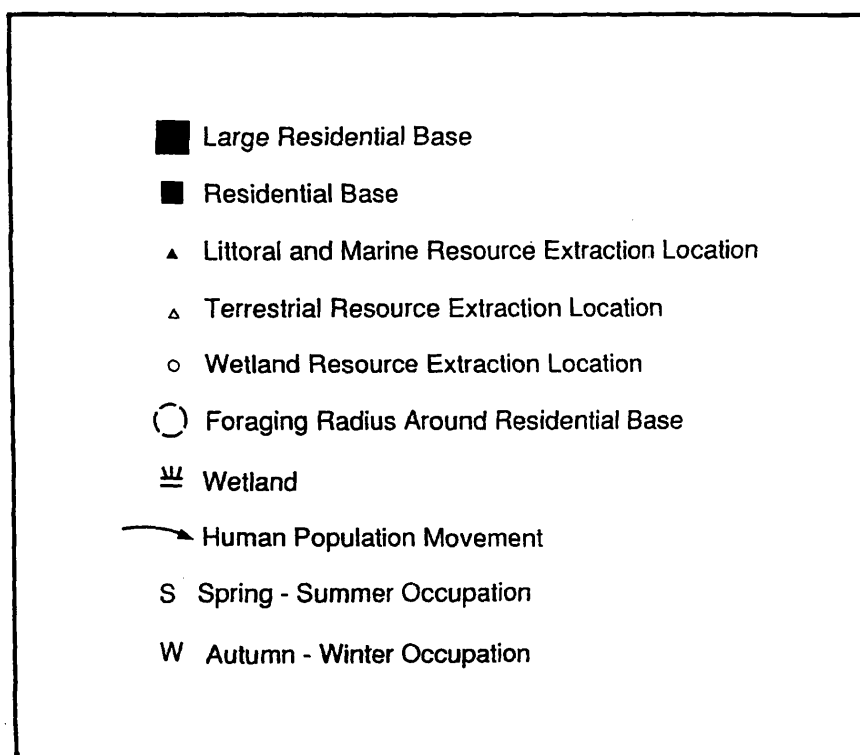 Large Residential Base
Residential Base
Littoral and Marine Resource Extraction Location
Terrestrial Resource Extraction Location
Wetland Resource Extraction Location
Foraging Radius Around Residential Base
Wetland
Human Population Movement
S Spring - Summer Occupation
W Autumn - Winter Occupation